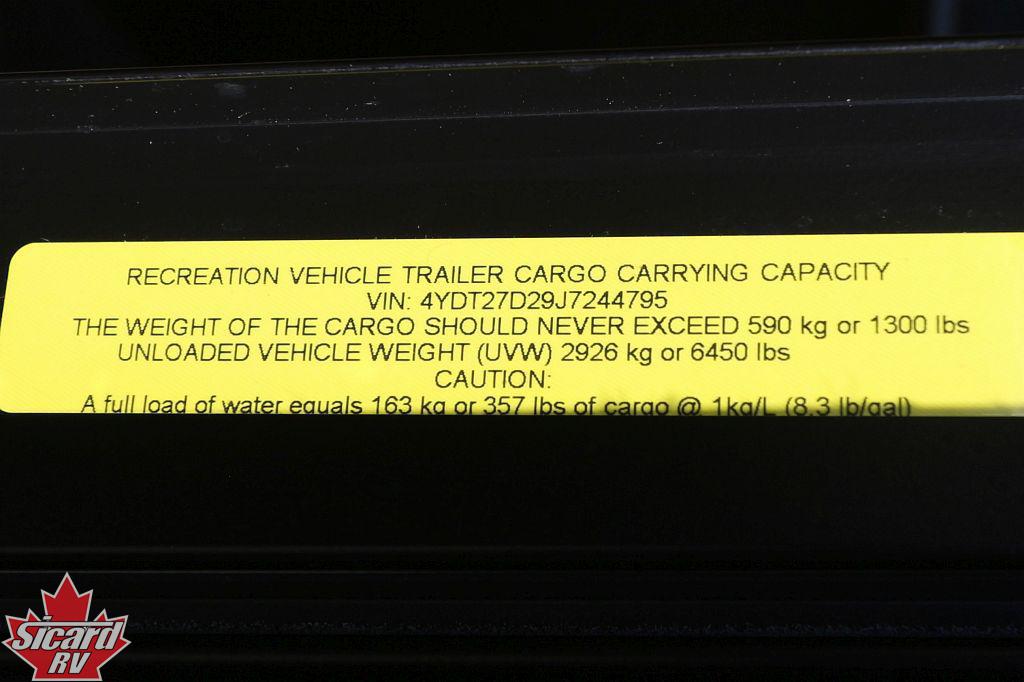 RECREATION VEHICLE TRAILER CARGO CARRYING CAPACITY
VIN: 4YDT27D29J7244795
THE WEIGHT OF THE CARGO SHOULD NEVER EXCEED 590 kg or 1300 lbs
UNLOADED VEHICLE WEIGHT (UVW) 2926 kg or 6450 lbs
CAUTION:
A full load of water equals 163 kg or 357 lbs of cargo @ 1kg/L (8.3 lb/gal)
Sicard
RV